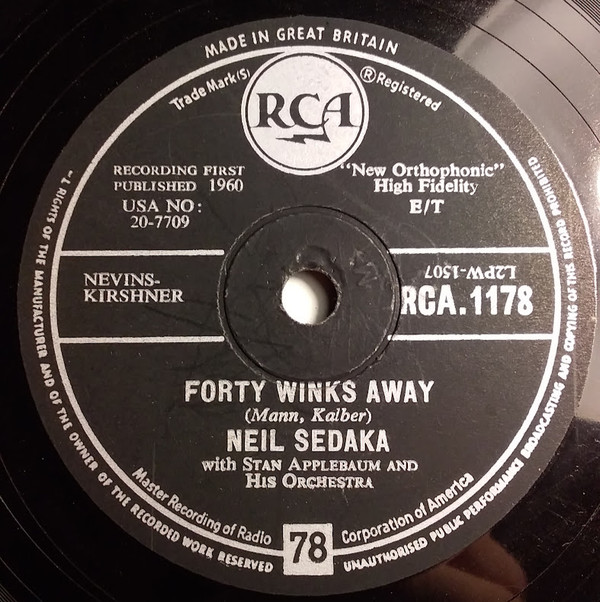 MADE IN GREAT BRITAIN
Trade Mark(S)
RCA
® Registered
RECORDING FIRST
PUBLISHED 1960
USA NO:
20-7709
"New Orthophonic"
High Fidelity
E/T
NEVINS-
KIRSHNER
L2PW-1507
RCA.1178
FORTY WINKS AWAY
(Mann, Kalber)
NEIL SEDAKA
with STAN APPLEBAUM AND
HIS ORCHESTRA
Master Recording of Radio
Corporation of America
78
RIGHTS OF THE MANUFACTURER AND OF THE OWNER OF THE RECORDED WORK RESERVED
UNAUTHORISED PUBLIC PERFORMANCE BROADCASTING AND COPYING OF THIS RECORD PROHIBITED